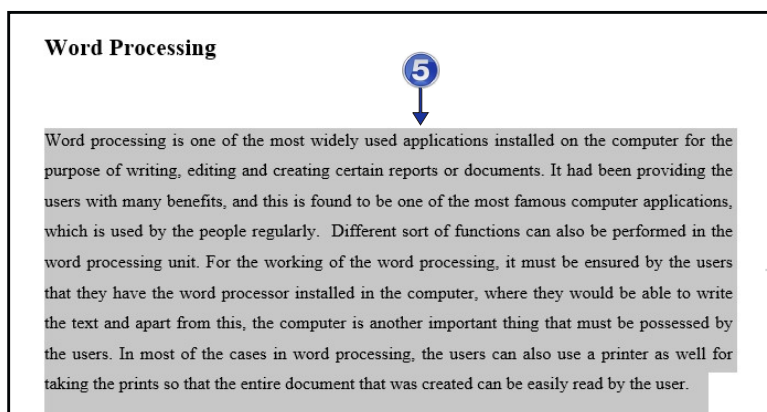 Word Processing
5
Word processing is one of the most widely used applications installed on the computer for the
purpose of writing, editing and creating certain reports or documents. It had been providing the
users with many benefits, and this is found to be one of the most famous computer applications,
which is used by the people regularly.  Different sort of functions can also be performed in the
word processing unit. For the working of the word processing, it must be ensured by the users
that they have the word processor installed in the computer, where they would be able to write
the text and apart from this, the computer is another important thing that must be possessed by
the users. In most of the cases in word processing, the users can also use a printer as well for
taking the prints so that the entire document that was created can be easily read by the user.